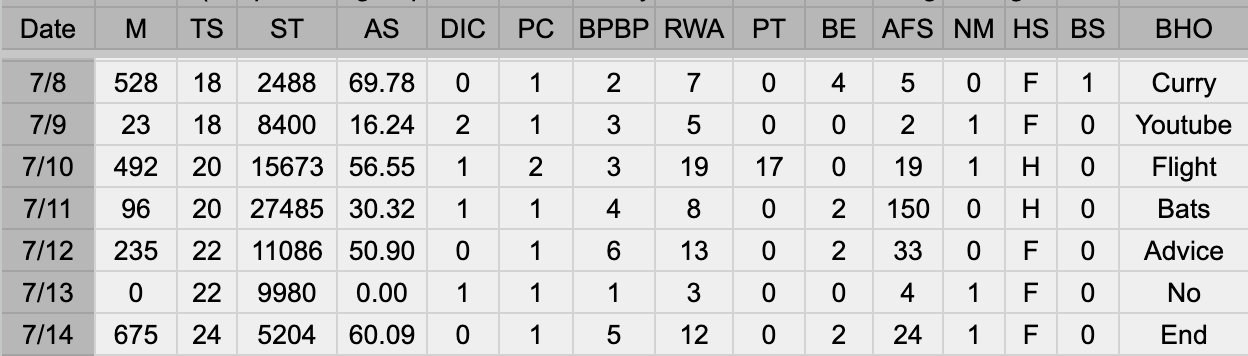 Date M TS ST AS DIC PC BPBP RWA PT BE AFS NM HS BS BHO
7/8 528 18 2488 69.78 0 1 2 7 0 4 5 0 F 1 Curry
7/9 23 18 8400 16.24 2 1 3 5 0 0 2 1 F 0 Youtube
7/10 492 20 15673 56.55 1 2 3 19 17 0 19 1 H 0 Flight
7/11 96 20 27485 30.32 1 1 4 8 0 2 150 0 H 0 Bats
7/12 235 22 11086 50.90 0 1 6 13 0 2 33 0 F 0 Advice
7/13 0 22 9980 0.00 1 1 1 3 0 0 4 1 F 0 No
7/14 675 24 5204 60.09 0 1 5 12 0 2 24 1 F 0 End